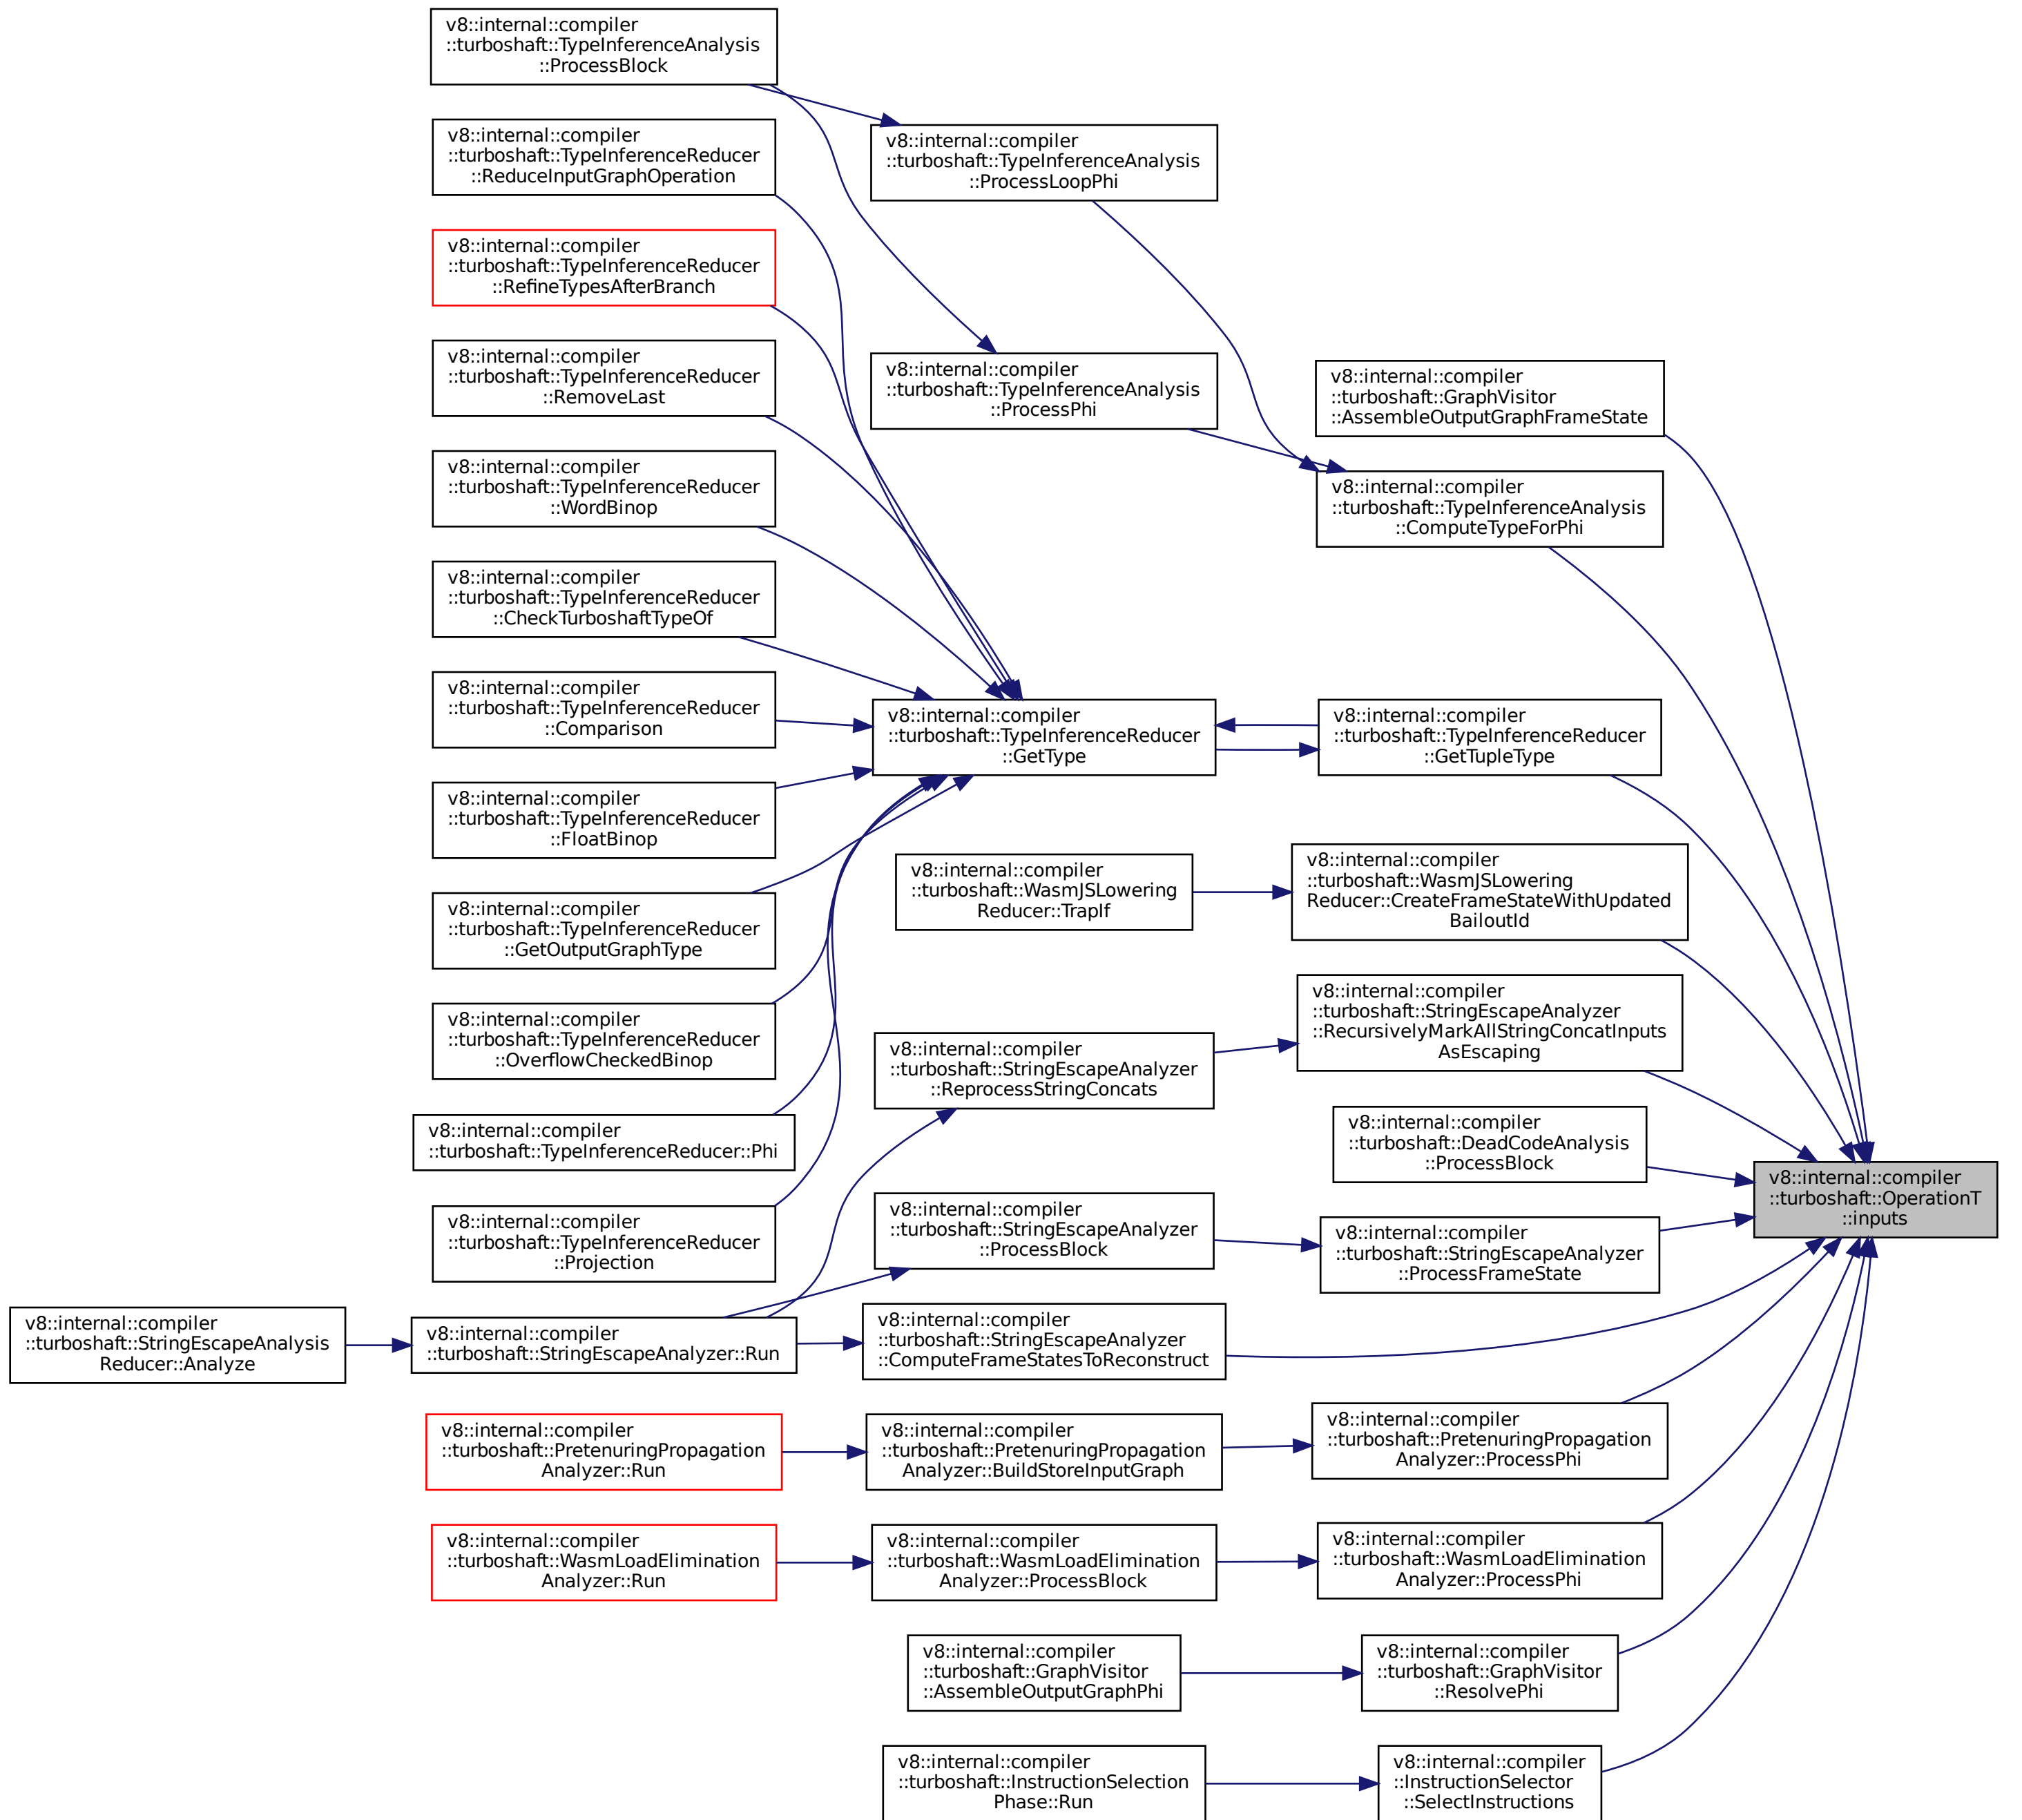 v8::internal::compiler
::turboshaft::TypeInferenceAnalysis
::ProcessBlock
v8::internal::compiler
::turboshaft::TypeInferenceReducer
::ReduceInputGraphOperation
v8::internal::compiler
::turboshaft::TypeInferenceReducer
::RefineTypesAfterBranch
v8::internal::compiler
::turboshaft::TypeInferenceReducer
::RemoveLast
v8::internal::compiler
::turboshaft::TypeInferenceReducer
::WordBinop
v8::internal::compiler
::turboshaft::TypeInferenceReducer
::CheckTurboshaftTypeOf
v8::internal::compiler
::turboshaft::TypeInferenceReducer
::Comparison
v8::internal::compiler
::turboshaft::TypeInferenceReducer
::FloatBinop
v8::internal::compiler
::turboshaft::TypeInferenceReducer
::GetOutputGraphType
v8::internal::compiler
::turboshaft::TypeInferenceReducer
::OverflowCheckedBinop
v8::internal::compiler
::turboshaft::TypeInferenceReducer::Phi
v8::internal::compiler
::turboshaft::TypeInferenceReducer
::Projection
v8::internal::compiler
::turboshaft::StringEscapeAnalysis
Reducer::Analyze
v8::internal::compiler
::turboshaft::StringEscapeAnalyzer::Run
v8::internal::compiler
::turboshaft::PretenuringPropagation
Analyzer::Run
v8::internal::compiler
::turboshaft::WasmLoadElimination
Analyzer::Run
v8::internal::compiler
::turboshaft::TypeInferenceAnalysis
::ProcessLoopPhi
v8::internal::compiler
::turboshaft::TypeInferenceAnalysis
::ProcessPhi
v8::internal::compiler
::turboshaft::TypeInferenceReducer
::GetType
v8::internal::compiler
::turboshaft::WasmJSLowering
Reducer::TrapIf
v8::internal::compiler
::turboshaft::StringEscapeAnalyzer
::ReprocessStringConcats
v8::internal::compiler
::turboshaft::StringEscapeAnalyzer
::ProcessBlock
v8::internal::compiler
::turboshaft::StringEscapeAnalyzer
::ComputeFrameStatesToReconstruct
v8::internal::compiler
::turboshaft::PretenuringPropagation
Analyzer::BuildStoreInputGraph
v8::internal::compiler
::turboshaft::WasmLoadElimination
Analyzer::ProcessBlock
v8::internal::compiler
::turboshaft::GraphVisitor
::AssembleOutputGraphPhi
v8::internal::compiler
::turboshaft::InstructionSelection
Phase::Run
v8::internal::compiler
::turboshaft::GraphVisitor
::AssembleOutputGraphFrameState
v8::internal::compiler
::turboshaft::TypeInferenceAnalysis
::ComputeTypeForPhi
v8::internal::compiler
::turboshaft::TypeInferenceReducer
::GetTupleType
v8::internal::compiler
::turboshaft::WasmJSLowering
Reducer::CreateFrameStateWithUpdated
BailoutId
v8::internal::compiler
::turboshaft::StringEscapeAnalyzer
::RecursivelyMarkAllStringConcatInputs
AsEscaping
v8::internal::compiler
::turboshaft::DeadCodeAnalysis
::ProcessBlock
v8::internal::compiler
::turboshaft::StringEscapeAnalyzer
::ProcessFrameState
v8::internal::compiler
::turboshaft::PretenuringPropagation
Analyzer::ProcessPhi
v8::internal::compiler
::turboshaft::WasmLoadElimination
Analyzer::ProcessPhi
v8::internal::compiler
::turboshaft::GraphVisitor
::ResolvePhi
v8::internal::compiler
::InstructionSelector
::SelectInstructions
v8::internal::compiler
::turboshaft::OperationT
::inputs